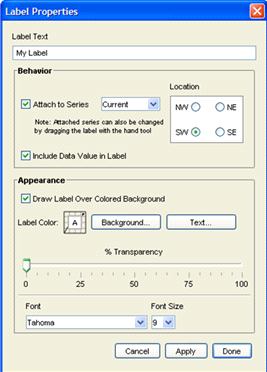 Label Properties
Label Text
My Label
Behavior
Location
Attach to Series Current
NW NE
Note: Attached series can also be changed
by dragging the label with the hand tool
SW SE
Include Data Value in Label
Appearance
Draw Label Over Colored Background
Label Color: A Background... Text...
% Transparency
0 25 50 75 100
Font Font Size
Tahoma 9
Cancel Apply Done